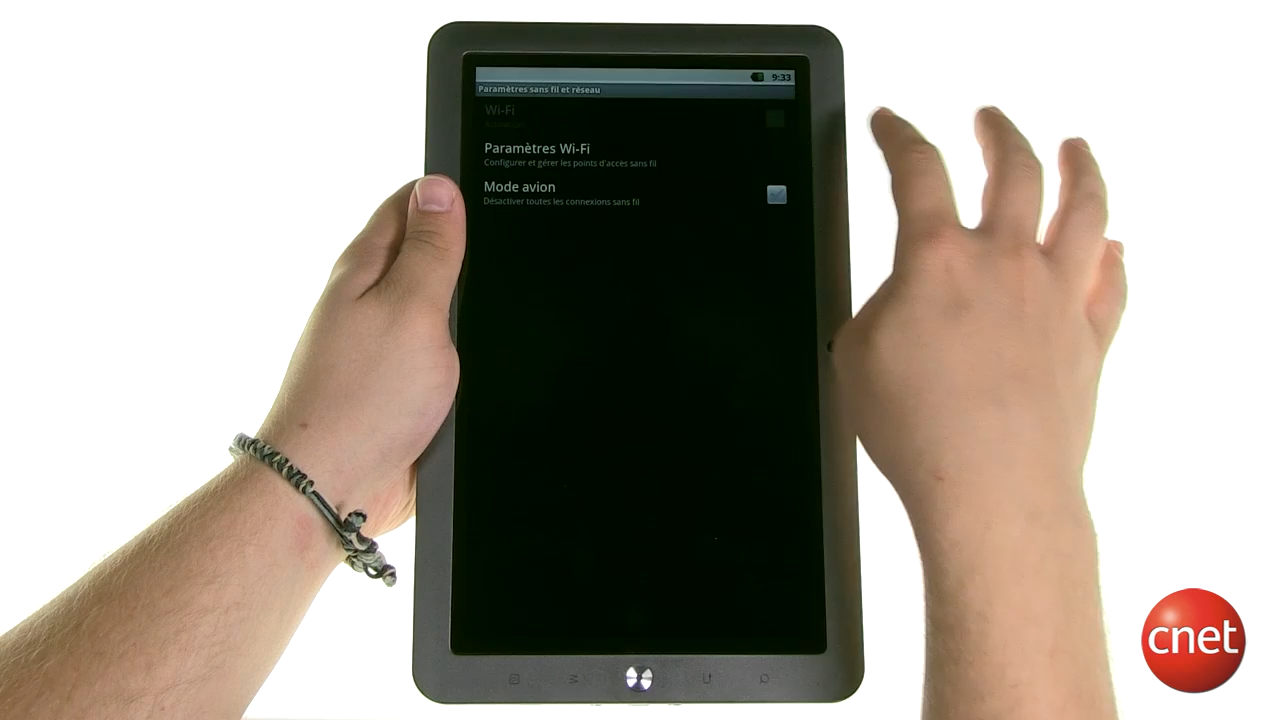 9:33
Paramètres sans fil et réseau
Wi-Fi
Paramètres Wi-Fi
Configurer et gérer les points d'accès sans fil
Mode avion
Désactiver toutes les connexions sans fil
cnet